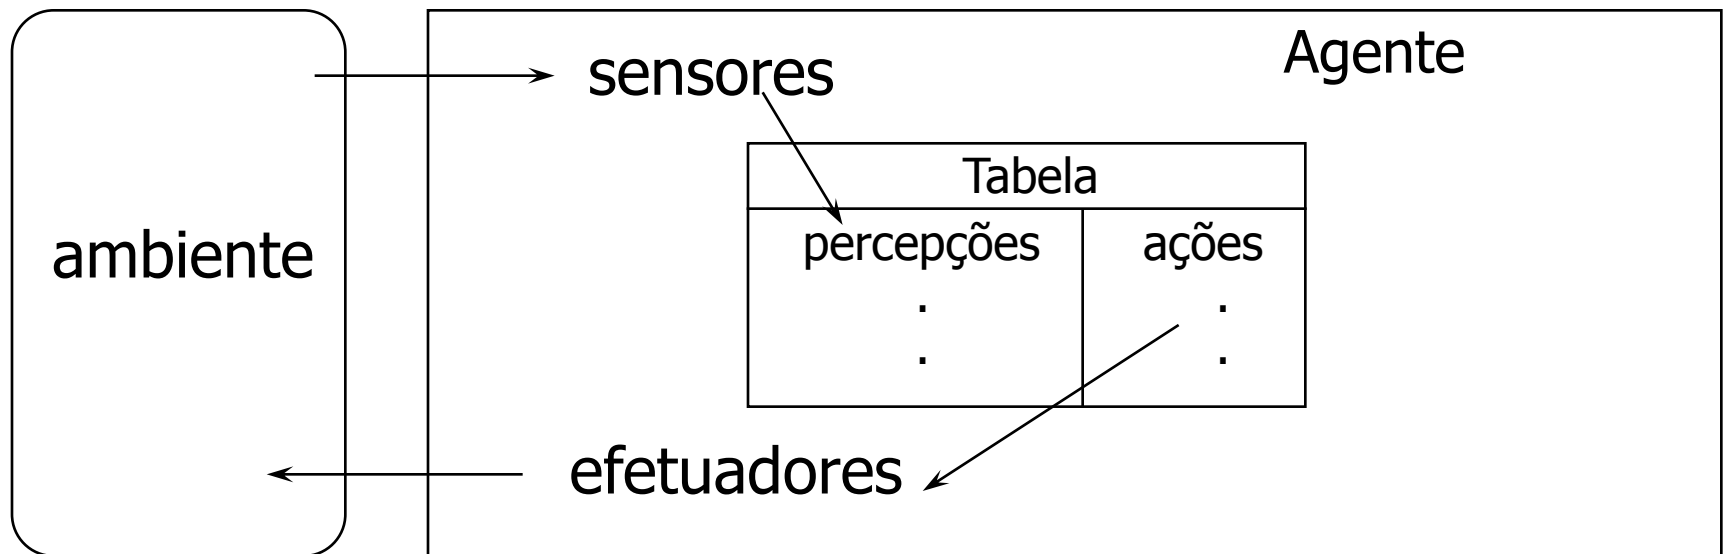 Agente
sensores
Tabela
percepções ações
. .
. .
ambiente
efetuadores